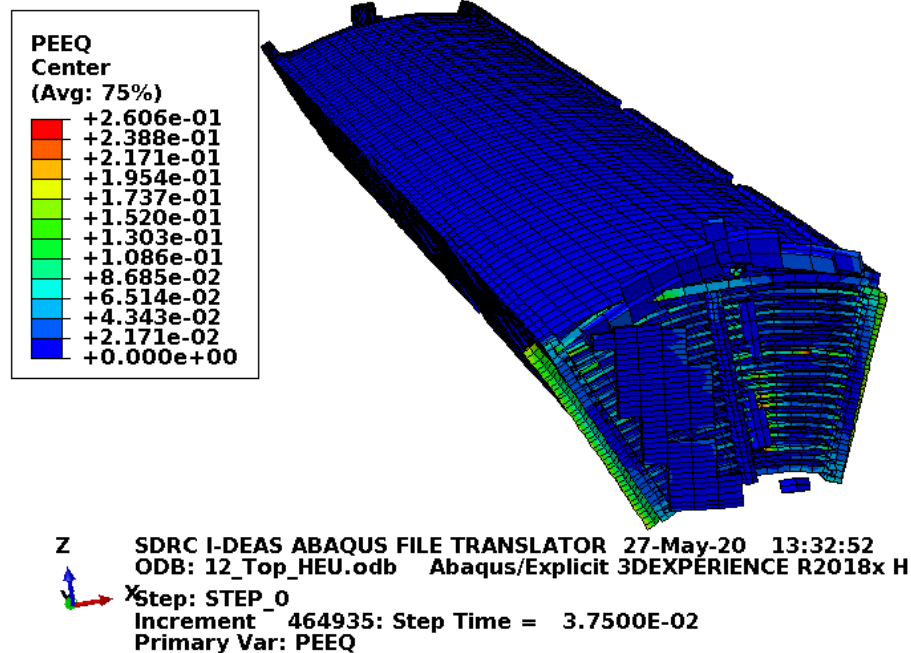 PEEQ
Center
(Avg: 75%)
+2.606e-01
+2.388e-01
+2.171e-01
+1.954e-01
+1.737e-01
+1.520e-01
+1.303e-01
+1.086e-01
+8.685e-02
+6.514e-02
+4.343e-02
+2.171e-02
+0.000e+00
Z
X
SDRC I-DEAS ABAQUS FILE TRANSLATOR 27-May-20 13:32:52
ODB: 12_Top_HEU.odb Abaqus/Explicit 3DEXPERIENCE R2018x H
Step: STEP_0
Increment 464935: Step Time = 3.7500E-02
Primary Var: PEEQ